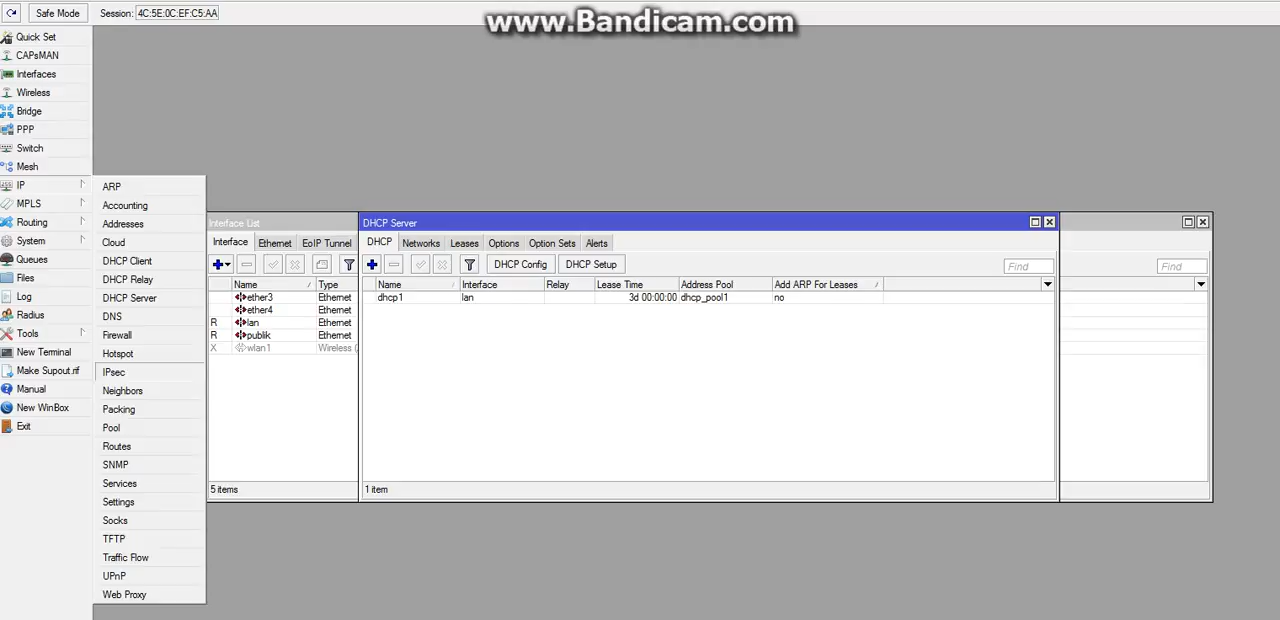 www.Bandicam.com
Safe Mode Session: 4C:5E:0C:EF:C5:AA
Quick Set
CAPsMAN
Interfaces
Wireless
Bridge
PPP
Switch
Mesh
IP
MPLS
Routing
System
Queues
Files
Log
Radius
Tools
New Terminal
Make Supout.rif
Manual
New WinBox
Exit
ARP
Accounting
Addresses
Cloud
DHCP Client
DHCP Relay
DHCP Server
DNS
Firewall
Hotspot
IPsec
Neighbors
Packing
Pool
Routes
SNMP
Services
Settings
Socks
TFTP
Traffic Flow
UPnP
Web Proxy
Interface List
Interface Ethernet EoIP Tunnel
Name Type
ether3 Ethernet
ether4 Ethernet
R lan Ethernet
R publik Ethernet
X wlan1 Wireless (
5 items
DHCP Server
DHCP Networks Leases Options Option Sets Alerts
DHCP Config DHCP Setup Find
Name Interface Relay Lease Time Address Pool Add ARP For Leases
dhcp1 lan 3d 00:00:00 dhcp_pool1 no
1 item
Find